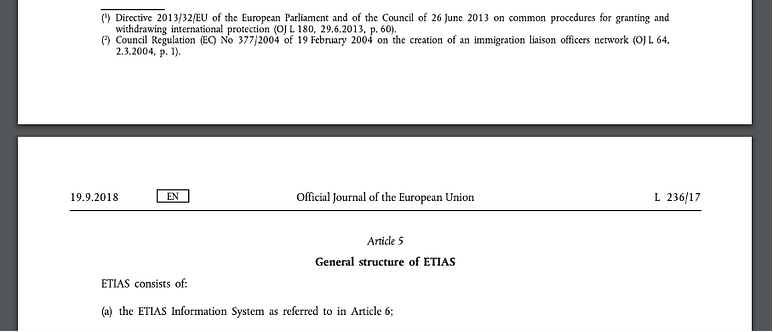 (¹) Directive 2013/32/EU of the European Parliament and of the Council of 26 June 2013 on common procedures for granting and
withdrawing international protection (OJ L 180, 29.6.2013, p. 60).
(²) Council Regulation (EC) No 377/2004 of 19 February 2004 on the creation of an immigration liaison officers network (OJ L 64,
2.3.2004, p. 1).
19.9.2018 EN Official Journal of the European Union L 236/17
Article 5
General structure of ETIAS
ETIAS consists of:
(a) the ETIAS Information System as referred to in Article 6;